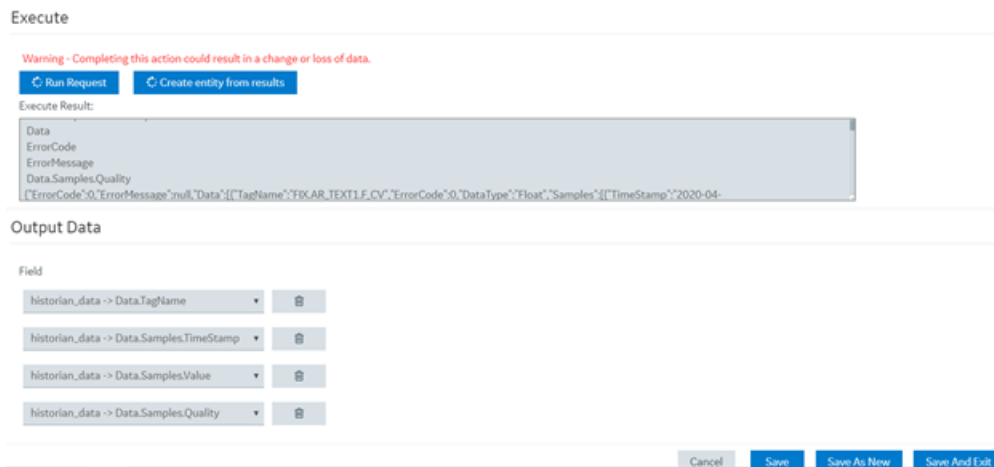 Execute
Warning - Completing this action could result in a change or loss of data.
Run Request Create entity from results
Execute Result:
Data
ErrorCode
ErrorMessage
Data.Samples.Quality
{"ErrorCode":0,"ErrorMessage":null,"Data":[{"TagName":"FIX.AR_TEXT1.F_CV","ErrorCode":0,"DataType":"Float","Samples":[{"TimeStamp":"2020-04-
Output Data
Field
historian_data -> Data.TagName
historian_data -> Data.Samples.TimeStamp
historian_data -> Data.Samples.Value
historian_data -> Data.Samples.Quality
Cancel Save Save As New Save And Exit